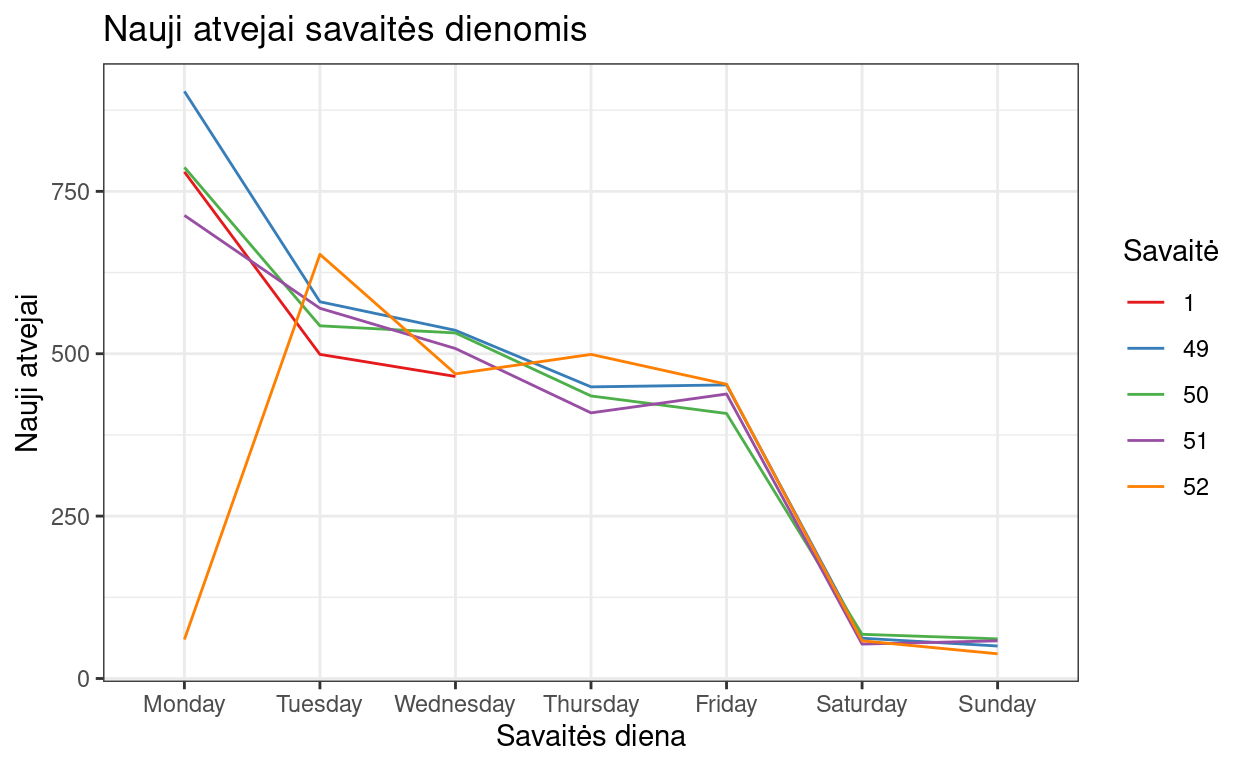 Nauji atvejai savaitės dienomis
Nauji atvejai
750
500
250
0
Monday Tuesday Wednesday Thursday Friday Saturday Sunday
Savaitės diena
Savaitė
1
49
50
51
52